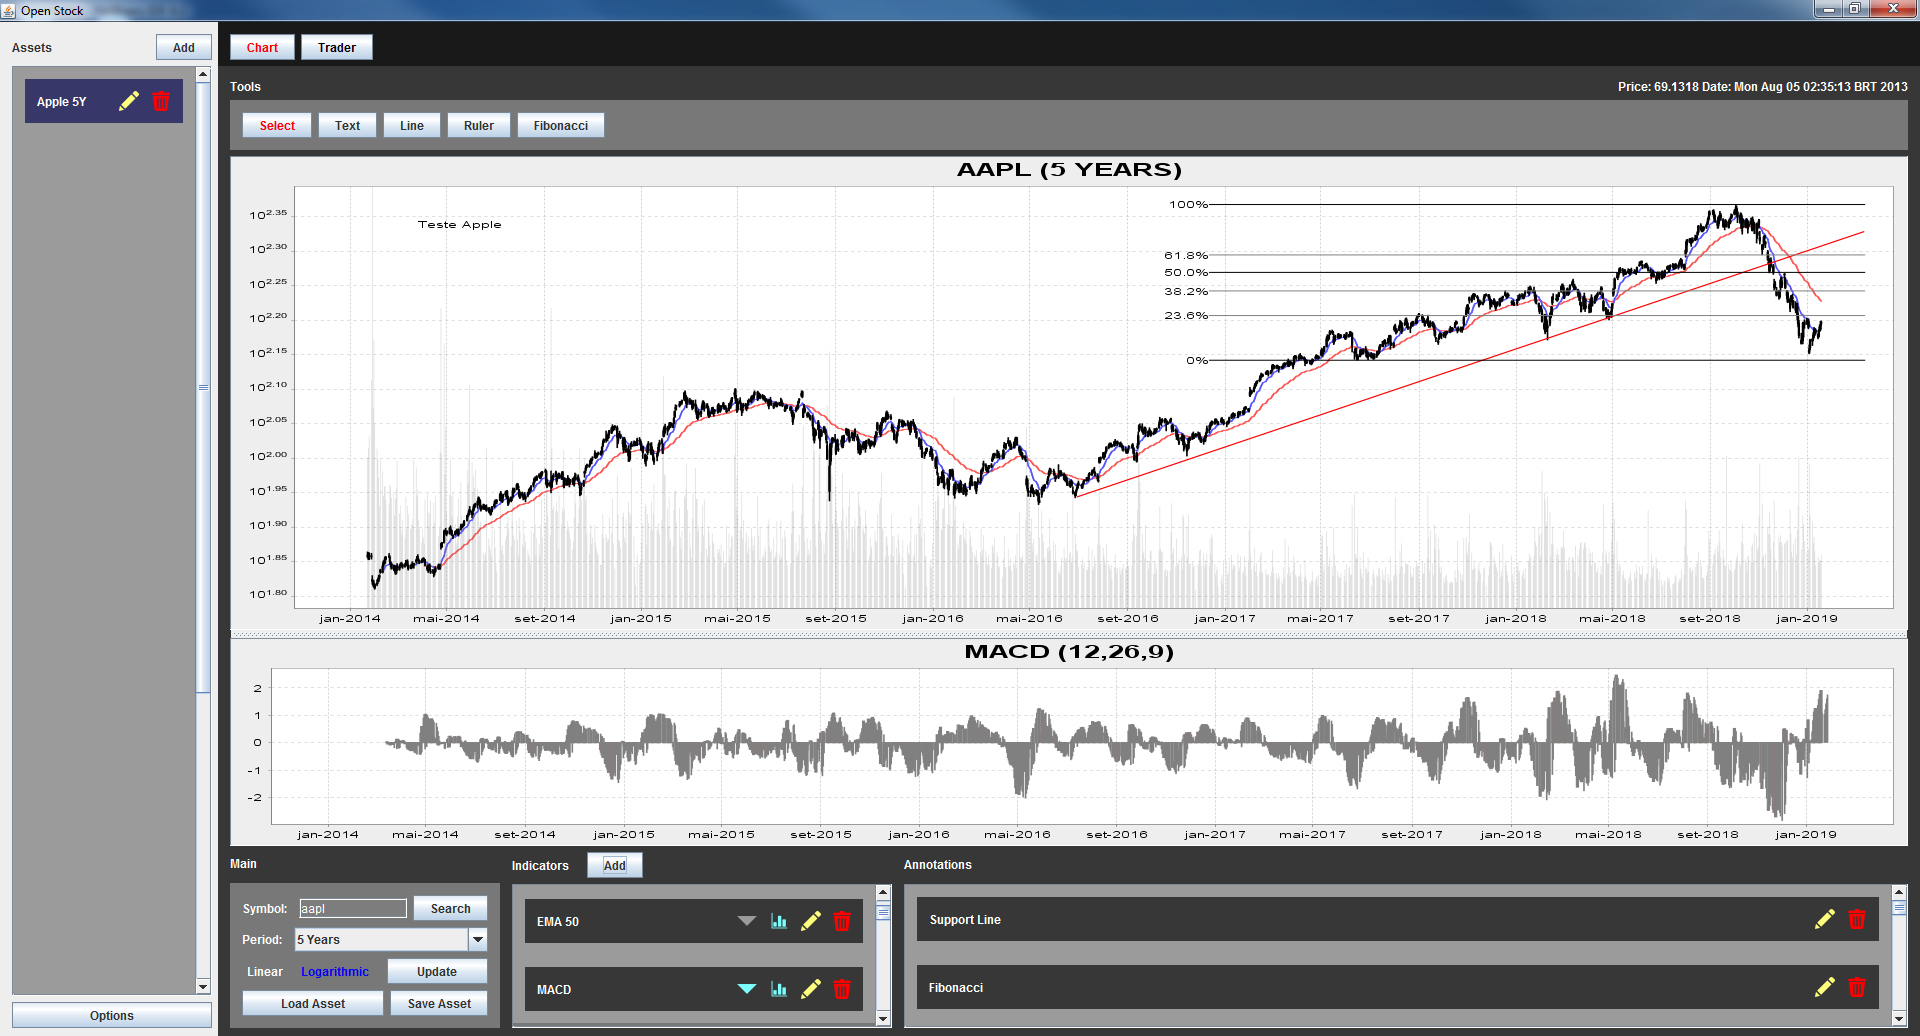 Open Stock
Assets
Add
Chart
Trader
Apple 5Y
Tools
Price: 69.1318 Date: Mon Aug 05 02:35:13 BRT 2013
Select
Text
Line
Ruler
Fibonacci
AAPL (5 YEARS)
10^2.35
10^2.30
10^2.25
10^2.20
10^2.15
10^2.10
10^2.05
10^2.00
10^1.95
10^1.90
10^1.85
10^1.80
Teste Apple
100%
61.8%
50.0%
38.2%
23.6%
0%
jan-2014 mai-2014 set-2014 jan-2015 mai-2015 set-2015 jan-2016 mai-2016 set-2016 jan-2017 mai-2017 set-2017 jan-2018 mai-2018 set-2018 jan-2019
MACD (12,26,9)
2
1
0
-1
-2
jan-2014 mai-2014 set-2014 jan-2015 mai-2015 set-2015 jan-2016 mai-2016 set-2016 jan-2017 mai-2017 set-2017 jan-2018 mai-2018 set-2018 jan-2019
Main
Symbol: aapl Search
Period: 5 Years
Linear Logarithmic Update
Load Asset Save Asset
Indicators Add
EMA 50
MACD
Annotations
Support Line
Fibonacci
Options